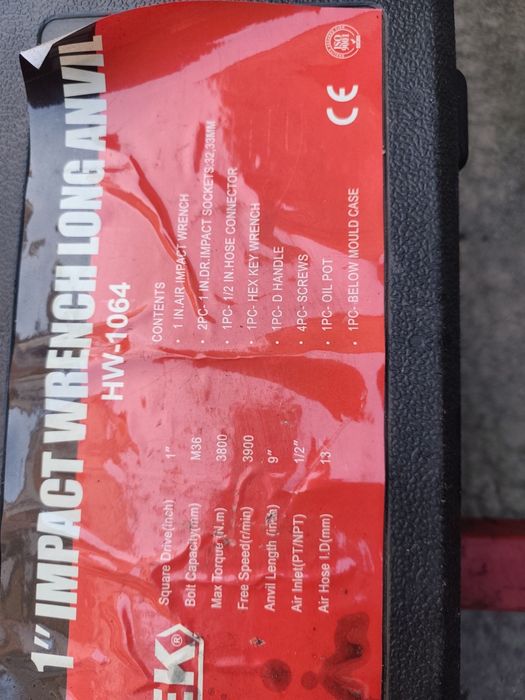 1" IMPACT WRENCH LONG ANVIL
HW-1064
Square Drive(Inch) 1"
Bolt Capacity(mm) M36
Max Torque (N.m) 3800
Free Speed(r/min) 3900
Anvil Length (inch) 9"
Air Inlet(PT/NPT) 1/2"
Air Hose I.D(mm) 13
CONTENTS
• 1 IN.AIR IMPACT WRENCH
• 2PC- 1 IN.DR.IMPACT SOCKETS:32,33MM
• 1PC- 1/2 IN.HOSE CONNECTOR
• 1PC- HEX KEY WRENCH
• 1PC- D HANDLE
• 4PC- SCREWS
• 1PC- OIL POT
• 1PC- BELOW MOULD CASE
CE
ISO
9001
EK®